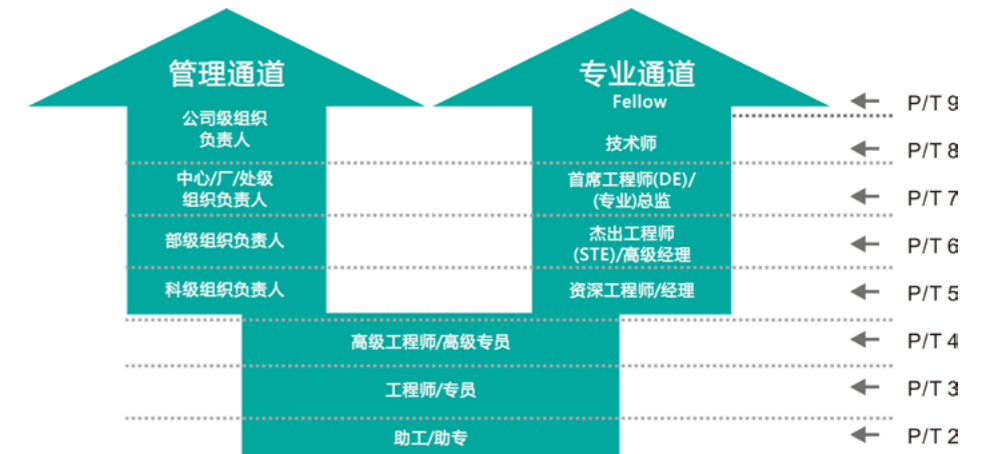 管理通道
公司级组织
负责人
中心/厂/处级
组织负责人
部级组织负责人
科级组织负责人
专业通道
Fellow
技术师
首席工程师(DE)/
(专业)总监
杰出工程师
(STE)/高级经理
资深工程师/经理
高级工程师/高级专员
工程师/专员
助工/助专
P/T 9
P/T 8
P/T 7
P/T 6
P/T 5
P/T 4
P/T 3
P/T 2